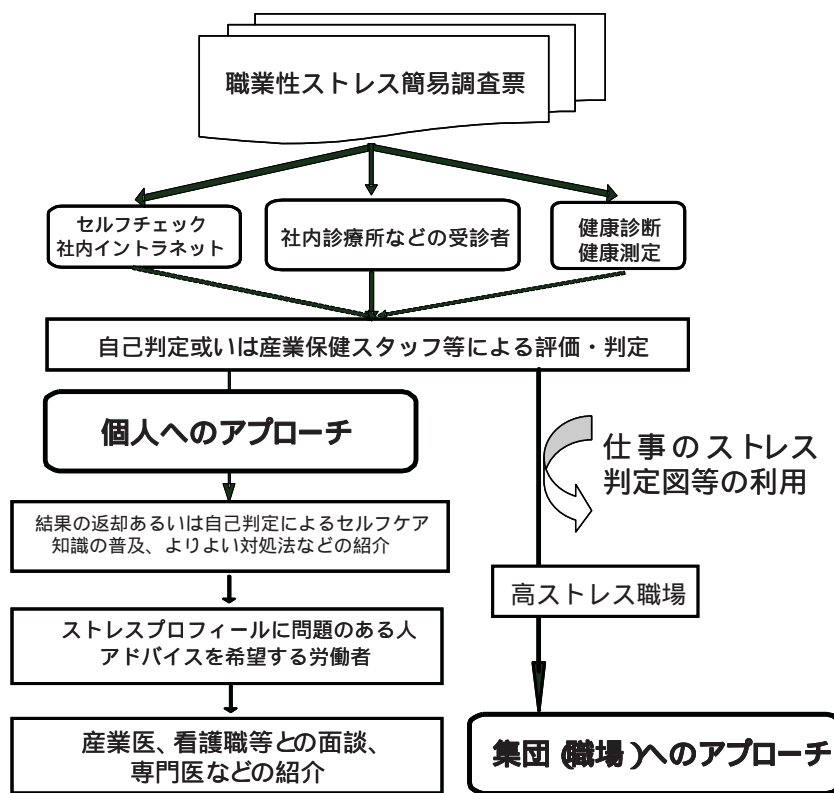 職業性ストレス簡易調査票
セルフチェック
社内イントラネット
社内診療所などの受診者
健康診断
健康測定
自己判定或いは産業保健スタッフ等による評価・判定
個人へのアプローチ
仕事のストレス
判定図等の利用
結果の返却あるいは自己判定によるセルフケア
知識の普及、よりよい対処法などの紹介
高ストレス職場
ストレスプロフィールに問題のある人
アドバイスを希望する労働者
産業医、看護職等との面談、
専門医などの紹介
集団(職場)へのアプローチ